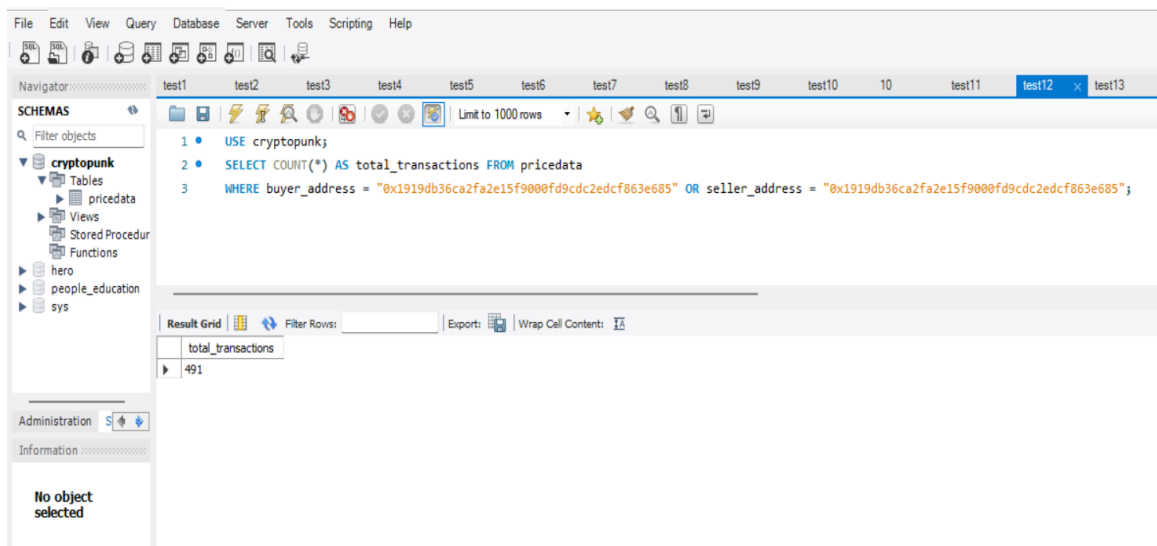 File Edit View Query Database Server Tools Scripting Help
Navigator
test1 test2 test3 test4 test5 test6 test7 test8 test9 test10 10 test11 test12 × test13
SCHEMAS
Limit to 1000 rows
Filter objects
1 USE cryptopunk;
2 SELECT COUNT(*) AS total_transactions FROM pricedata
3 WHERE buyer_address = "0x1919db36ca2fa2e15f9000fd9cdc2edcf863e685" OR seller_address = "0x1919db36ca2fa2e15f9000fd9cdc2edcf863e685";
cryptopunk
Tables
pricedata
Views
Stored Procedur
Functions
hero
people_education
sys
Result Grid Filter Rows: Export: Wrap Cell Content: IA
total_transactions
491
Administration S
Information
No object
selected